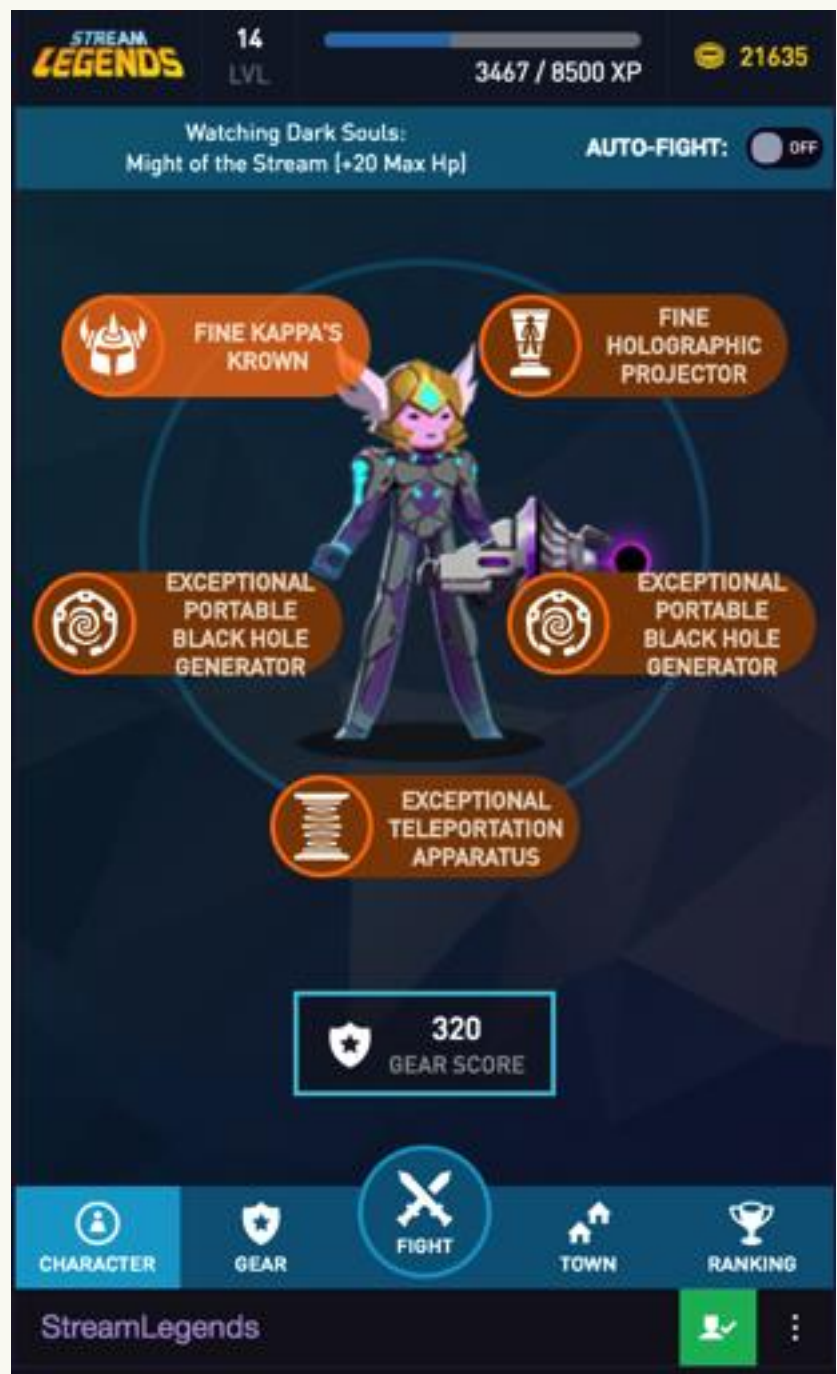 STREAM
LEGENDS
14
LVL
3467 / 8500 XP
21635
Watching Dark Souls:
Might of the Stream [+20 Max Hp]
AUTO-FIGHT:
OFF
FINE KAPPA'S
KROWN
FINE
HOLOGRAPHIC
PROJECTOR
EXCEPTIONAL
PORTABLE
BLACK HOLE
GENERATOR
EXCEPTIONAL
PORTABLE
BLACK HOLE
GENERATOR
EXCEPTIONAL
TELEPORTATION
APPARATUS
320
GEAR SCORE
CHARACTER
GEAR
FIGHT
TOWN
RANKING
StreamLegends